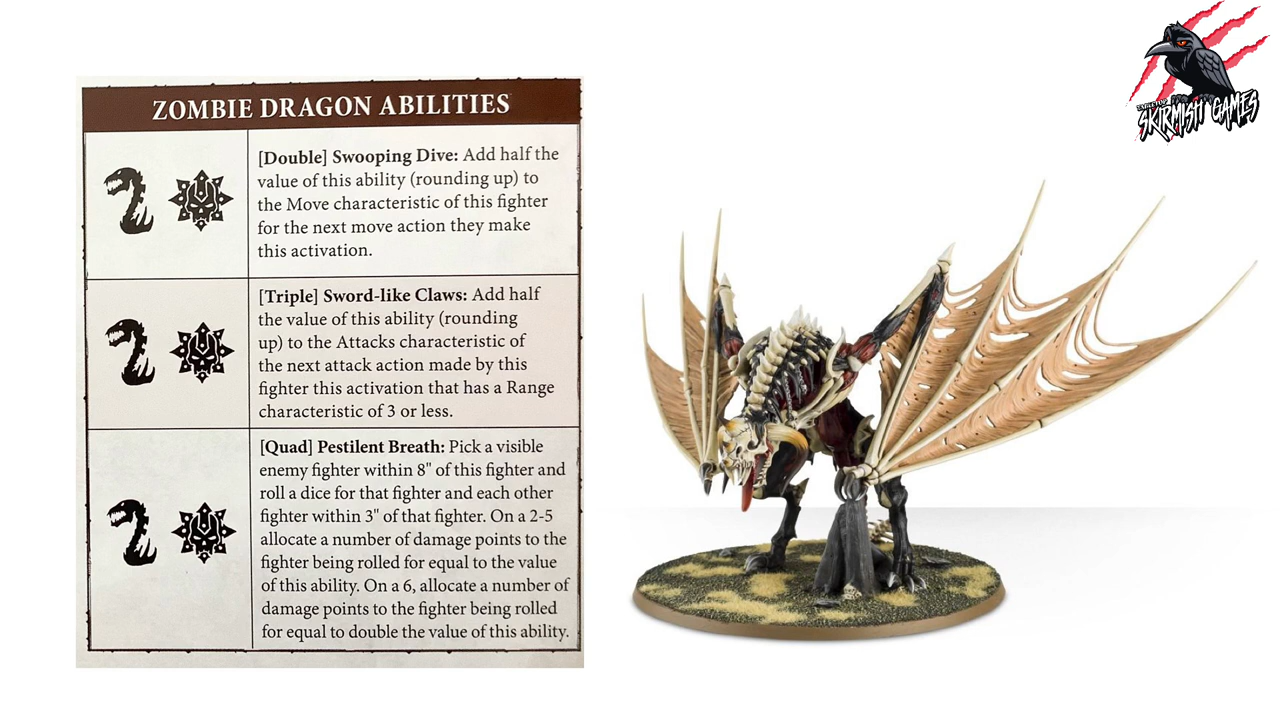 ZOMBIE DRAGON ABILITIES
[Double] Swooping Dive: Add half the
value of this ability (rounding up) to
the Move characteristic of this fighter
for the next move action they make
this activation.
[Triple] Sword-like Claws: Add half
the value of this ability (rounding
up) to the Attacks characteristic of
the next attack action made by this
fighter this activation that has a Range
characteristic of 3 or less.
[Quad] Pestilent Breath: Pick a visible
enemy fighter within 8" of this fighter and
roll a dice for that fighter and each other
fighter within 3" of that fighter. On a 2-5
allocate a number of damage points to the
fighter being rolled for equal to the value
of this ability. On a 6, allocate a number of
damage points to the fighter being rolled
for equal to double the value of this ability.
TABLETOP
SKIRMISH GAMES